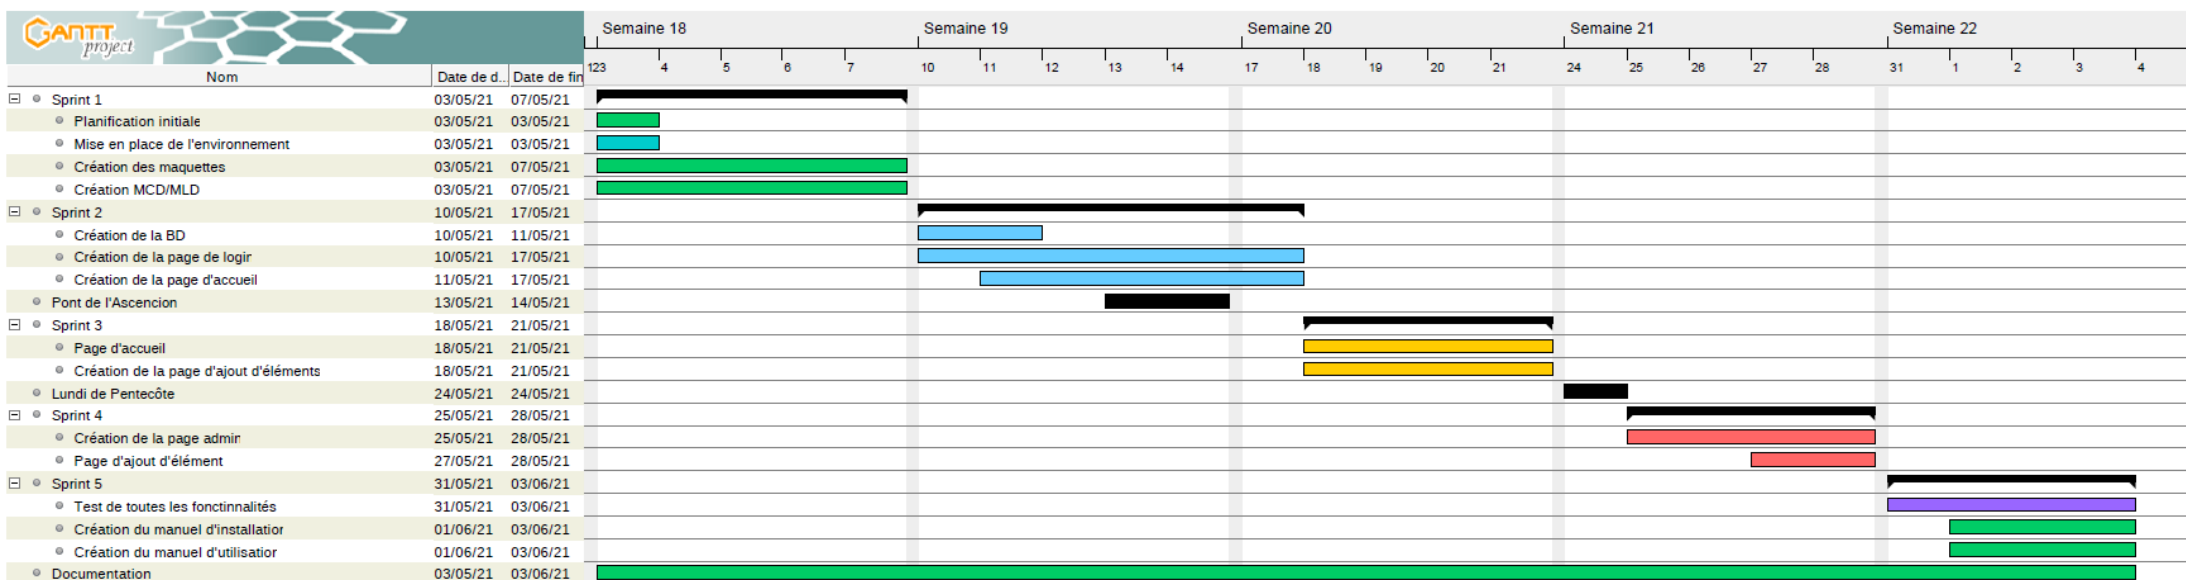 GANTT
project
Semaine 18 Semaine 19 Semaine 20 Semaine 21 Semaine 22
Nom Date de d... Date de fin 123 4 5 6 7 10 11 12 13 14 17 18 19 20 21 24 25 26 27 28 31 1 2 3 4
Sprint 1 03/05/21 07/05/21
Planification initiale 03/05/21 03/05/21
Mise en place de l'environnement 03/05/21 03/05/21
Création des maquettes 03/05/21 07/05/21
Création MCD/MLD 03/05/21 07/05/21
Sprint 2 10/05/21 17/05/21
Création de la BD 10/05/21 11/05/21
Création de la page de login 10/05/21 17/05/21
Création de la page d'accueil 11/05/21 17/05/21
Pont de l'Ascencion 13/05/21 14/05/21
Sprint 3 18/05/21 21/05/21
Page d'accueil 18/05/21 21/05/21
Création de la page d'ajout d'éléments 18/05/21 21/05/21
Lundi de Pentecôte 24/05/21 24/05/21
Sprint 4 25/05/21 28/05/21
Création de la page admin 25/05/21 28/05/21
Page d'ajout d'élément 27/05/21 28/05/21
Sprint 5 31/05/21 03/06/21
Test de toutes les fonctinnalités 31/05/21 03/06/21
Création du manuel d'installation 01/06/21 03/06/21
Création du manuel d'utilisation 01/06/21 03/06/21
Documentation 03/05/21 03/06/21